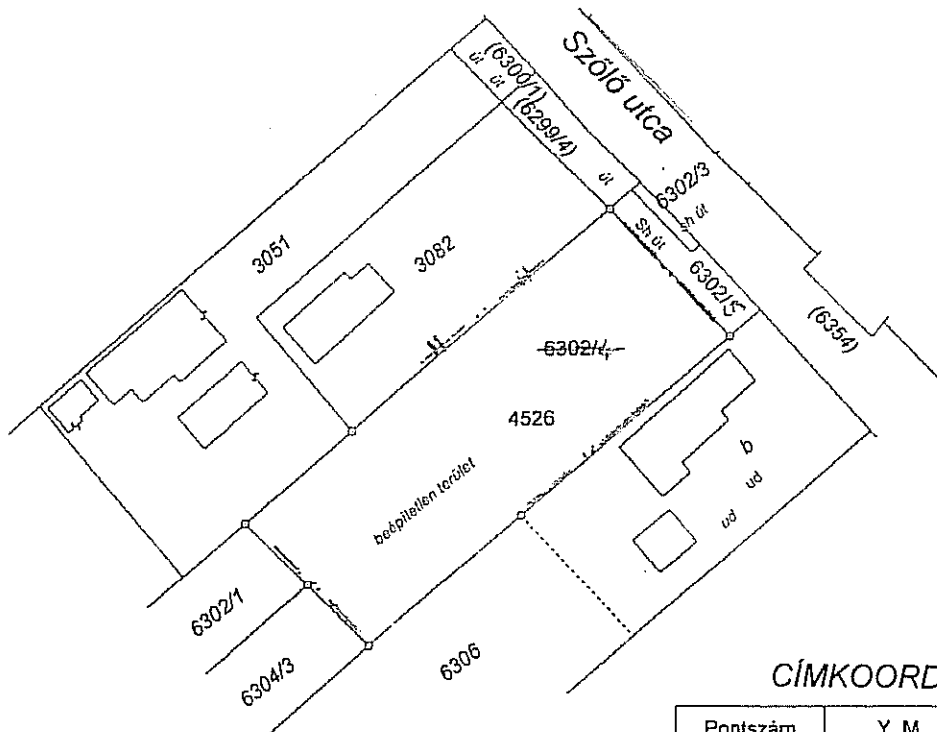 (6300/1)
út
út
(6299/4)
út
Szőlő utca
6302/3
sh út
Sh út
6302/5
(6354)
3051
3082
6302/4
4526
beépítetlen terület
b
ud
ud
6302/1
6304/3
6306
CÍMKOORD
Pontszám
Y_M